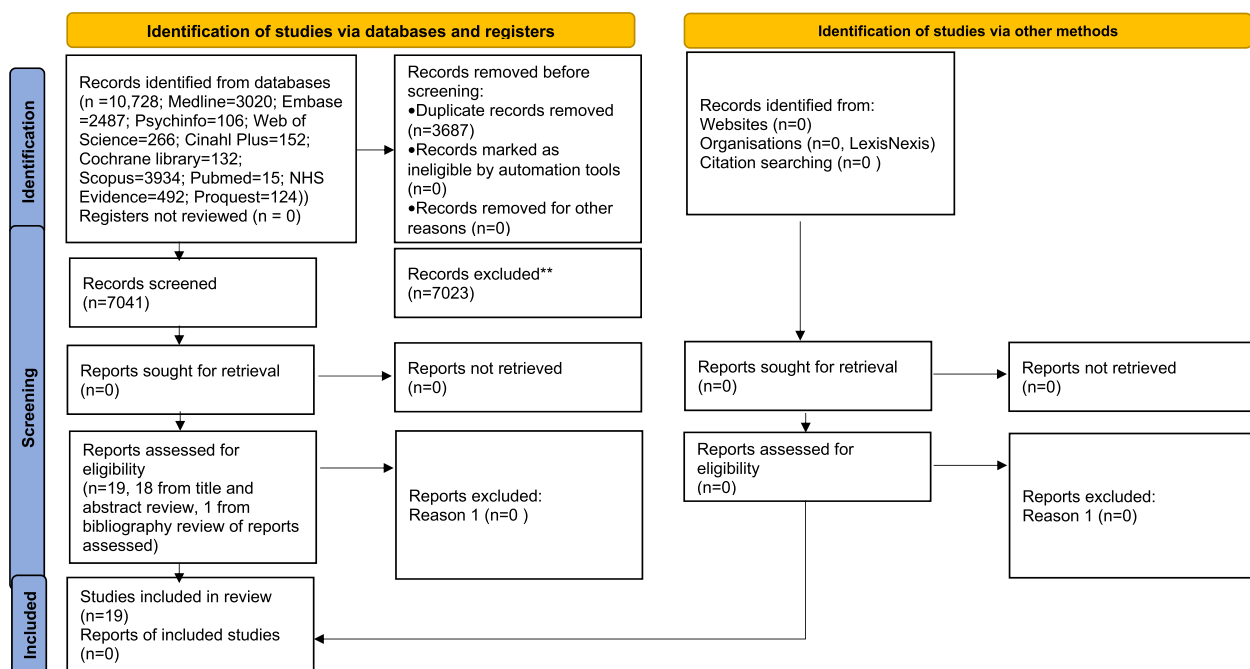 Identification of studies via databases and registers
Identification of studies via other methods
Identification
Records identified from databases
(n =10,728; Medline=3020; Embase
=2487; Psychinfo=106; Web of
Science=266; Cinahl Plus=152;
Cochrane library=132;
Scopus=3934; Pubmed=15; NHS
Evidence=492; Proquest=124))
Registers not reviewed (n = 0)
Records removed before
screening:
•Duplicate records removed
(n=3687)
•Records marked as
ineligible by automation tools
(n=0)
•Records removed for other
reasons (n=0)
Records identified from:
Websites (n=0)
Organisations (n=0, LexisNexis)
Citation searching (n=0 )
Screening
Records screened
(n=7041)
Records excluded**
(n=7023)
Reports sought for retrieval
(n=0)
Reports not retrieved
(n=0)
Reports sought for retrieval
(n=0)
Reports not retrieved
(n=0)
Reports assessed for
eligibility
(n=19, 18 from title and
abstract review, 1 from
bibliography review of reports
assessed)
Reports excluded:
Reason 1 (n=0 )
Reports assessed for
eligibility
(n=0)
Reports excluded:
Reason 1 (n=0)
Included
Studies included in review
(n=19)
Reports of included studies
(n=0)